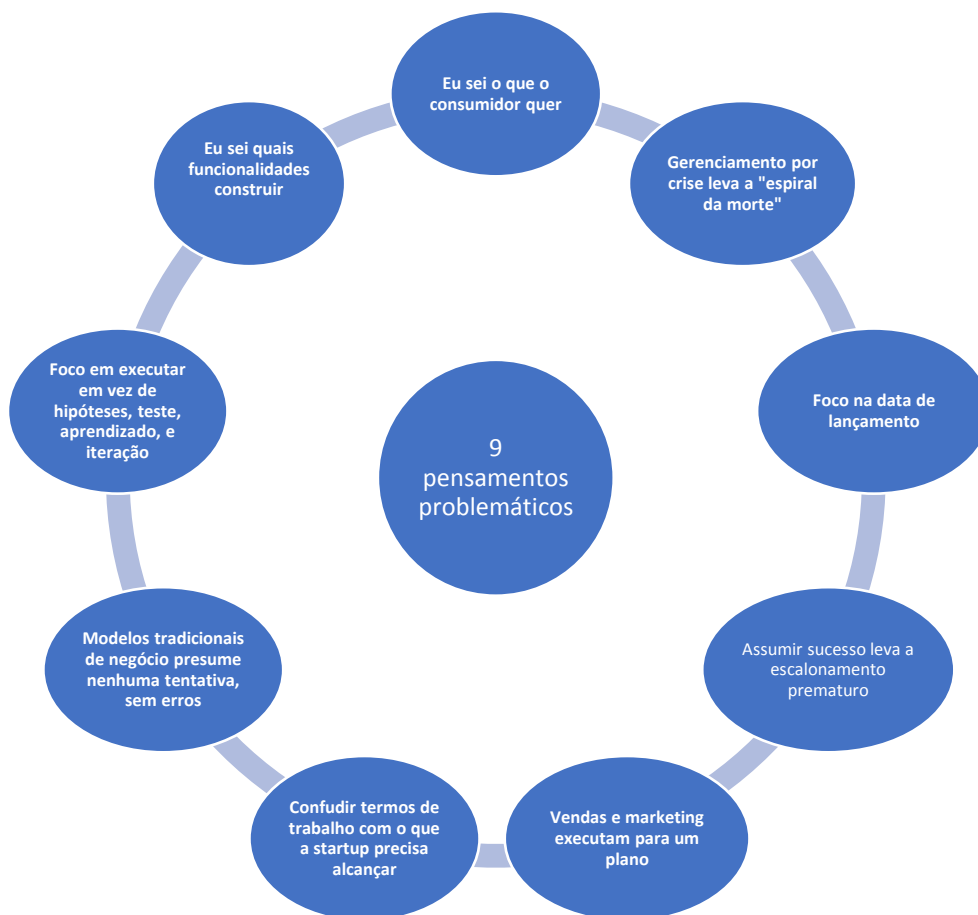 Eu sei o que o
consumidor quer
Gerenciamento por
crise leva a "espiral
da morte"
Foco na data de
lançamento
Assumir sucesso leva a
escalonamento
prematuro
Vendas e marketing
executam para um
plano
Confudir termos de
trabalho com o que
a startup precisa
alcançar
Modelos tradicionais
de negócio presume
nenhuma tentativa,
sem erros
Foco em executar
em vez de
hipóteses, teste,
aprendizado, e
iteração
Eu sei quais
funcionalidades
construir
9
pensamentos
problemáticos